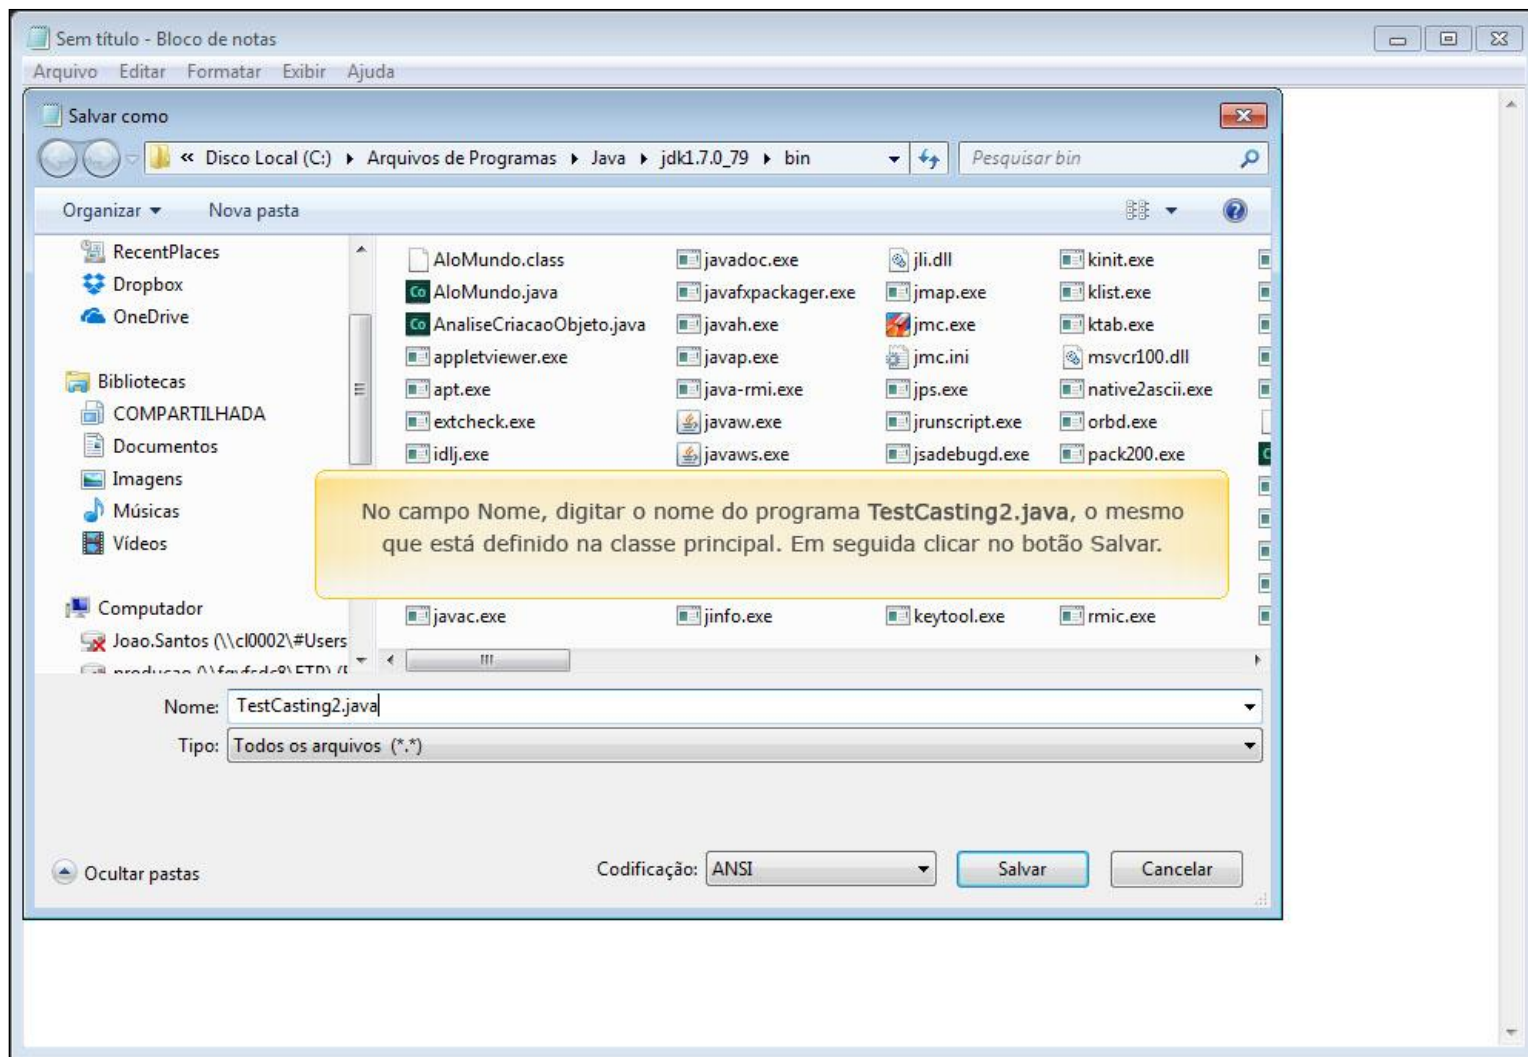 Sem título - Bloco de notas
Arquivo Editar Formatar Exibir Ajuda
Salvar como
« Disco Local (C:) Arquivos de Programas Java jdk1.7.0_79 bin
Pesquisar bin
Organizar
Nova pasta
RecentPlaces
Dropbox
OneDrive
Bibliotecas
COMPARTILHADA
Documentos
Imagens
Músicas
Vídeos
Computador
Joao.Santos (\\cl0002\#Users
AloMundo.class
AloMundo.java
AnaliseCriacaoObjeto.java
appletviewer.exe
apt.exe
extcheck.exe
idlj.exe
javac.exe
javadoc.exe
javafxpackager.exe
javah.exe
javap.exe
java-rmi.exe
javaw.exe
javaws.exe
jinfo.exe
jli.dll
jmap.exe
jmc.exe
jmc.ini
jps.exe
jrunscript.exe
jsadebugd.exe
keytool.exe
kinit.exe
klist.exe
ktab.exe
msvcr100.dll
native2ascii.exe
orbd.exe
pack200.exe
rmic.exe
No campo Nome, digitar o nome do programa TestCasting2.java, o mesmo
que está definido na classe principal. Em seguida clicar no botão Salvar.
Nome: TestCasting2.java
Tipo: Todos os arquivos (*.*)
Ocultar pastas
Codificação: ANSI
Salvar
Cancelar